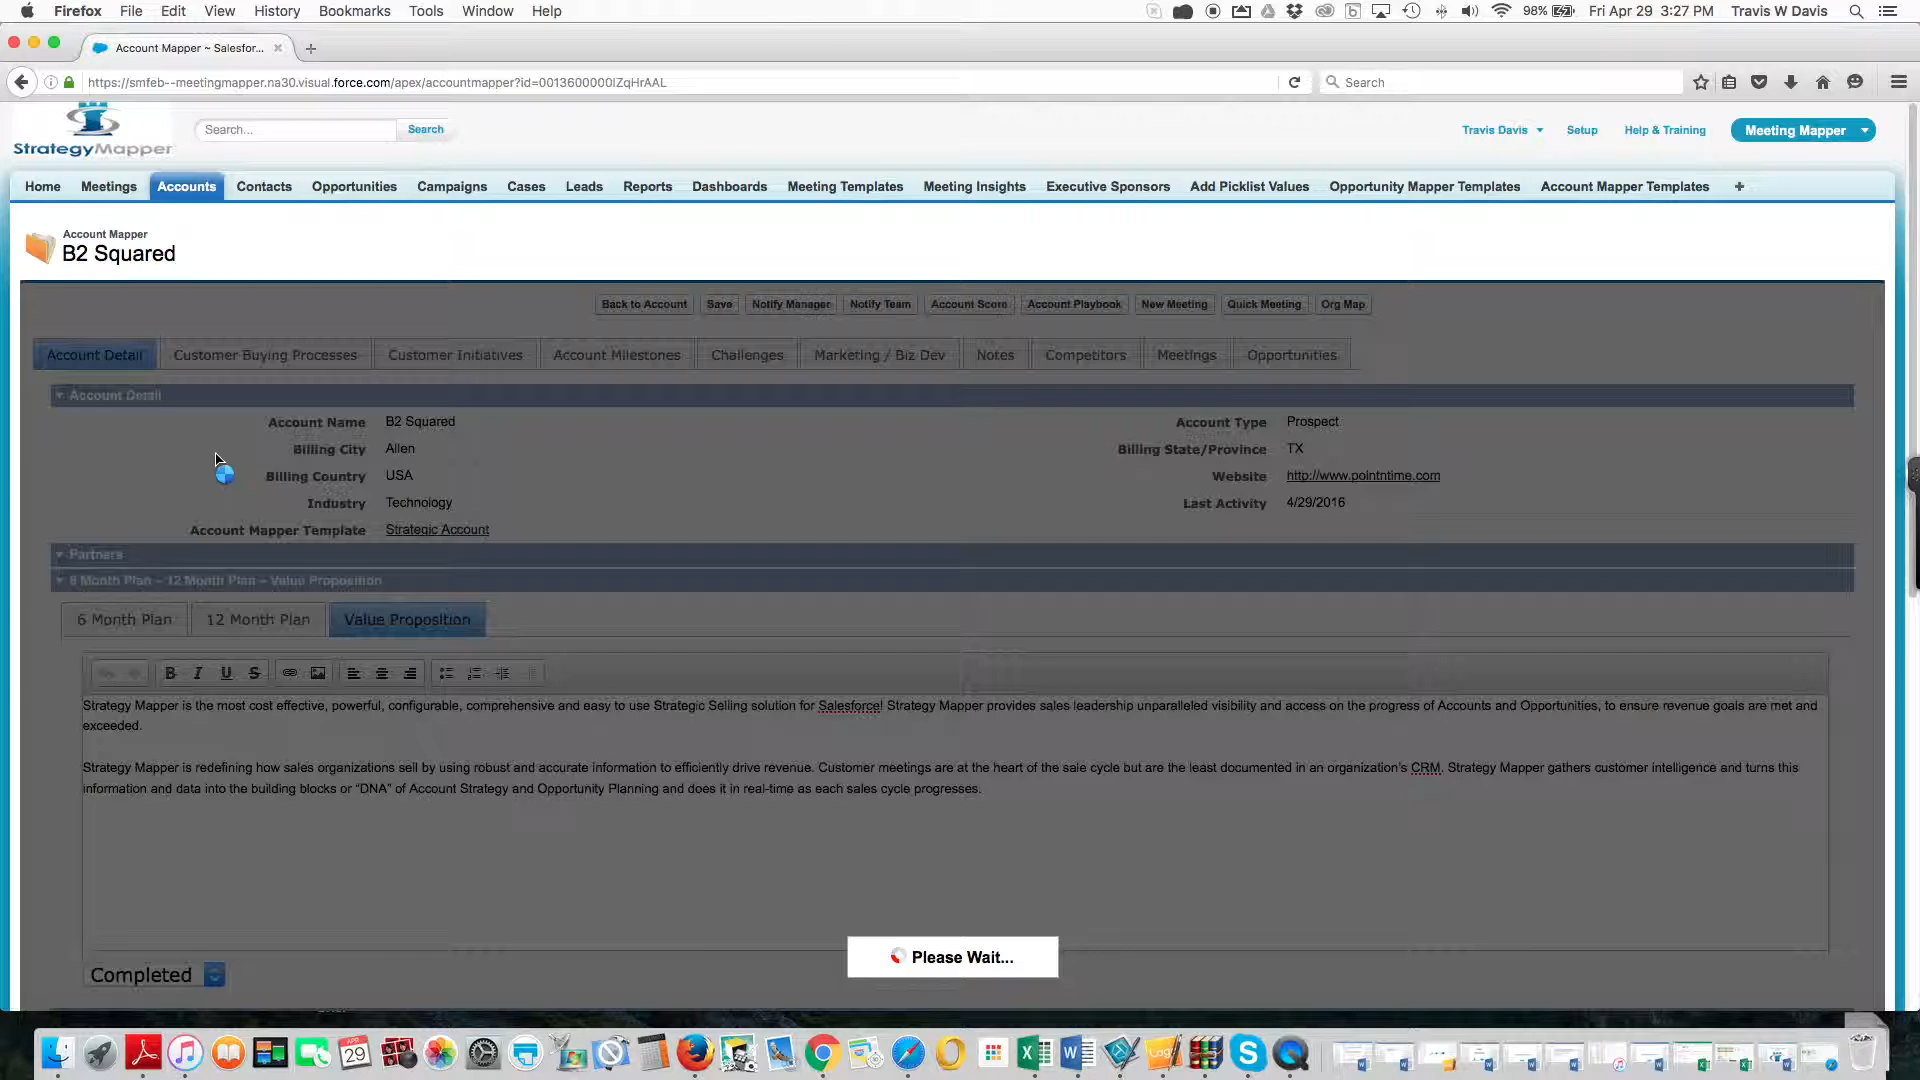 Firefox File Edit View History Bookmarks Tools Window Help 98% Fri Apr 29 3:27 PM Travis W Davis
Account Mapper ~ Salesfor...
https://smfeb--meetingmapper.na30.visual.force.com/apex/accountmapper?id=0013600000IZqHrAAL Search
StrategyMapper Search... Search Travis Davis Setup Help & Training Meeting Mapper
Home Meetings Accounts Contacts Opportunities Campaigns Cases Leads Reports Dashboards Meeting Templates Meeting Insights Executive Sponsors Add Picklist Values Opportunity Mapper Templates Account Mapper Templates +
Account Mapper
B2 Squared
Back to Account Save Notify Manager Notify Team Account Score Account Playbook New Meeting Quick Meeting Org Map
Account Detail Customer Buying Processes Customer Initiatives Account Milestones Challenges Marketing / Biz Dev Notes Competitors Meetings Opportunities
Account Detail
Account Name B2 Squared Account Type Prospect
Billing City Allen Billing State/Province TX
Billing Country USA Website http://www.pointntime.com
Industry Technology Last Activity 4/29/2016
Account Mapper Template Strategic Account
Partners
6 Month Plan - 12 Month Plan - Value Proposition
6 Month Plan 12 Month Plan Value Proposition
B I U S
Strategy Mapper is the most cost effective, powerful, configurable, comprehensive and easy to use Strategic Selling solution for Salesforce! Strategy Mapper provides sales leadership unparalleled visibility and access on the progress of Accounts and Opportunities, to ensure revenue goals are met and
exceeded.
Strategy Mapper is redefining how sales organizations sell by using robust and accurate information to efficiently drive revenue. Customer meetings are at the heart of the sale cycle but are the least documented in an organization's CRM. Strategy Mapper gathers customer intelligence and turns this
information and data into the building blocks or “DNA” of Account Strategy and Opportunity Planning and does it in real-time as each sales cycle progresses.
Please Wait...
Completed
APR
29